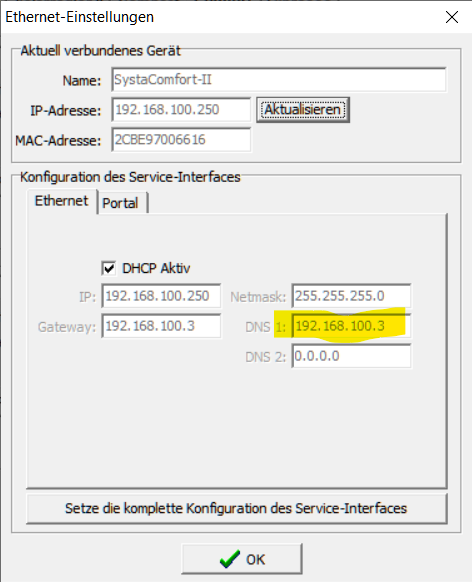 Ethernet-Einstellungen
Aktuell verbundenes Gerät
Name: SystaComfort-II
IP-Adresse: 192.168.100.250 Aktualisieren
MAC-Adresse: 2CBE97006616
Konfiguration des Service-Interfaces
Ethernet Portal
DHCP Aktiv
IP: 192.168.100.250 Netmask: 255.255.255.0
Gateway: 192.168.100.3 DNS 1: 192.168.100.3
DNS 2: 0.0.0.0
Setze die komplette Konfiguration des Service-Interfaces
OK